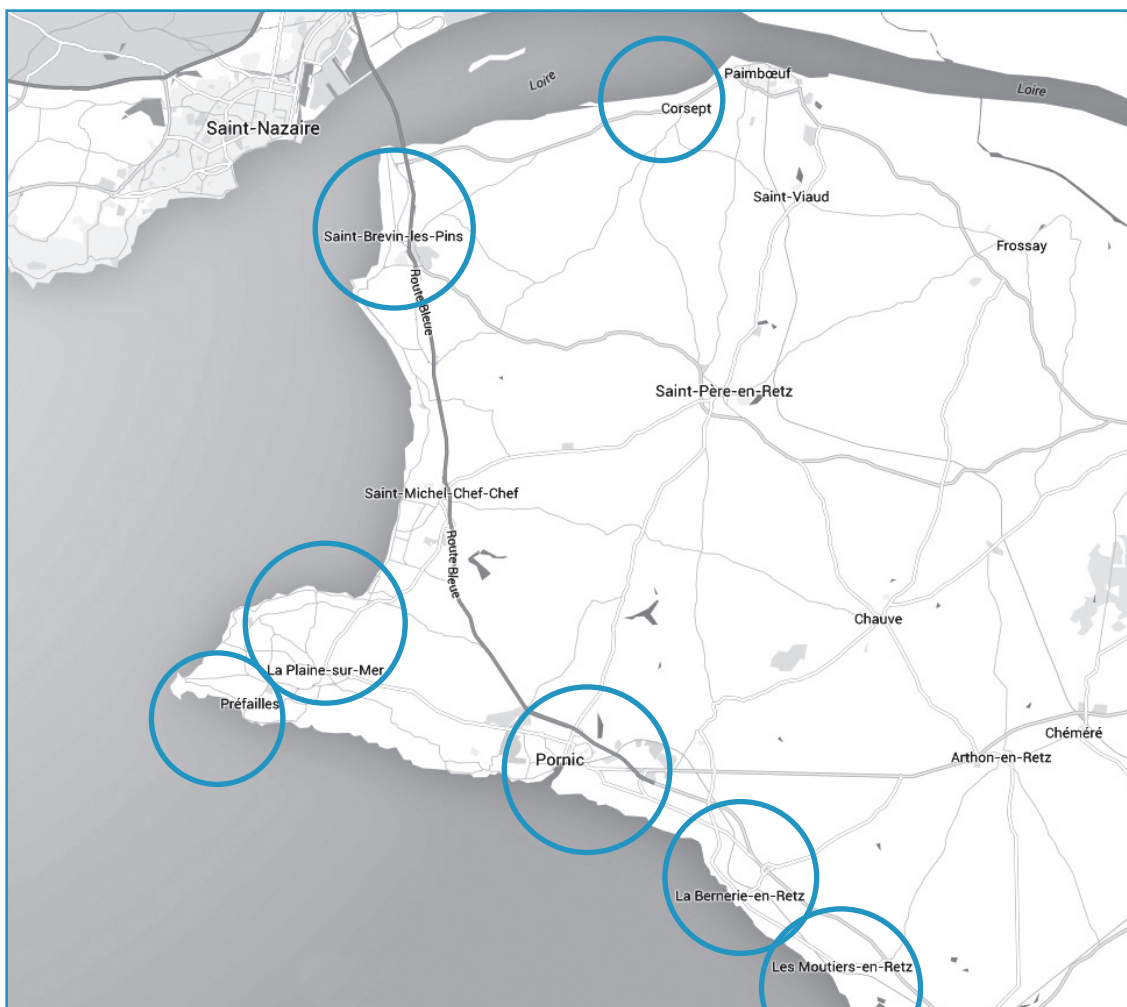 Loire
Paimbœuf
Loire
Corsept
Saint-Nazaire
Saint-Viaud
Saint-Brevin-les-Pins
Frossay
Route Bleue
Saint-Père-en-Retz
Saint-Michel-Chef-Chef
Route Bleue
Chauve
La Plaine-sur-Mer
Préfailles
Chéméré
Pornic
Arthon-en-Retz
La Bernerie-en-Retz
Les Moutiers-en-Retz